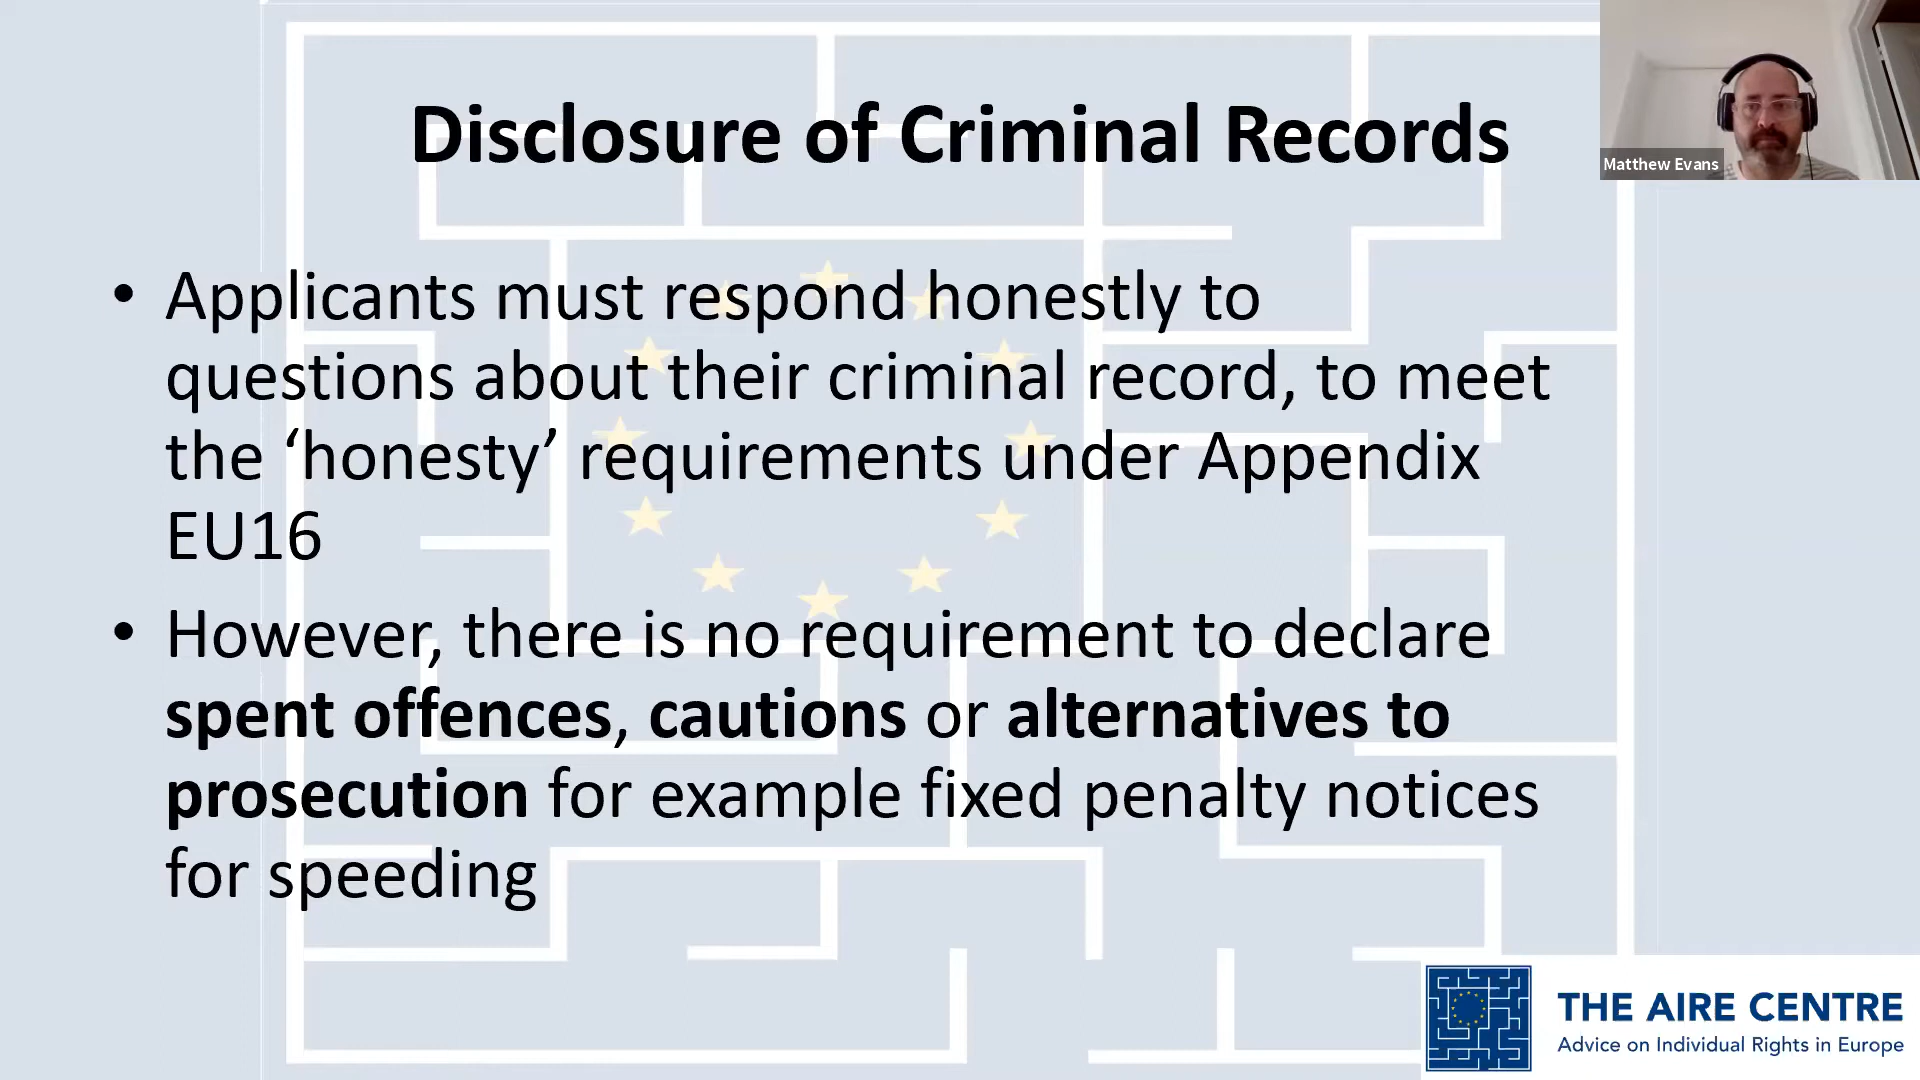 Disclosure of Criminal Records
Matthew Evans
• Applicants must respond honestly to
questions about their criminal record, to meet
the ‘honesty’ requirements under Appendix
EU16
• However, there is no requirement to declare
spent offences, cautions or alternatives to
prosecution for example fixed penalty notices
for speeding
THE AIRE CENTRE
Advice on Individual Rights in Europe